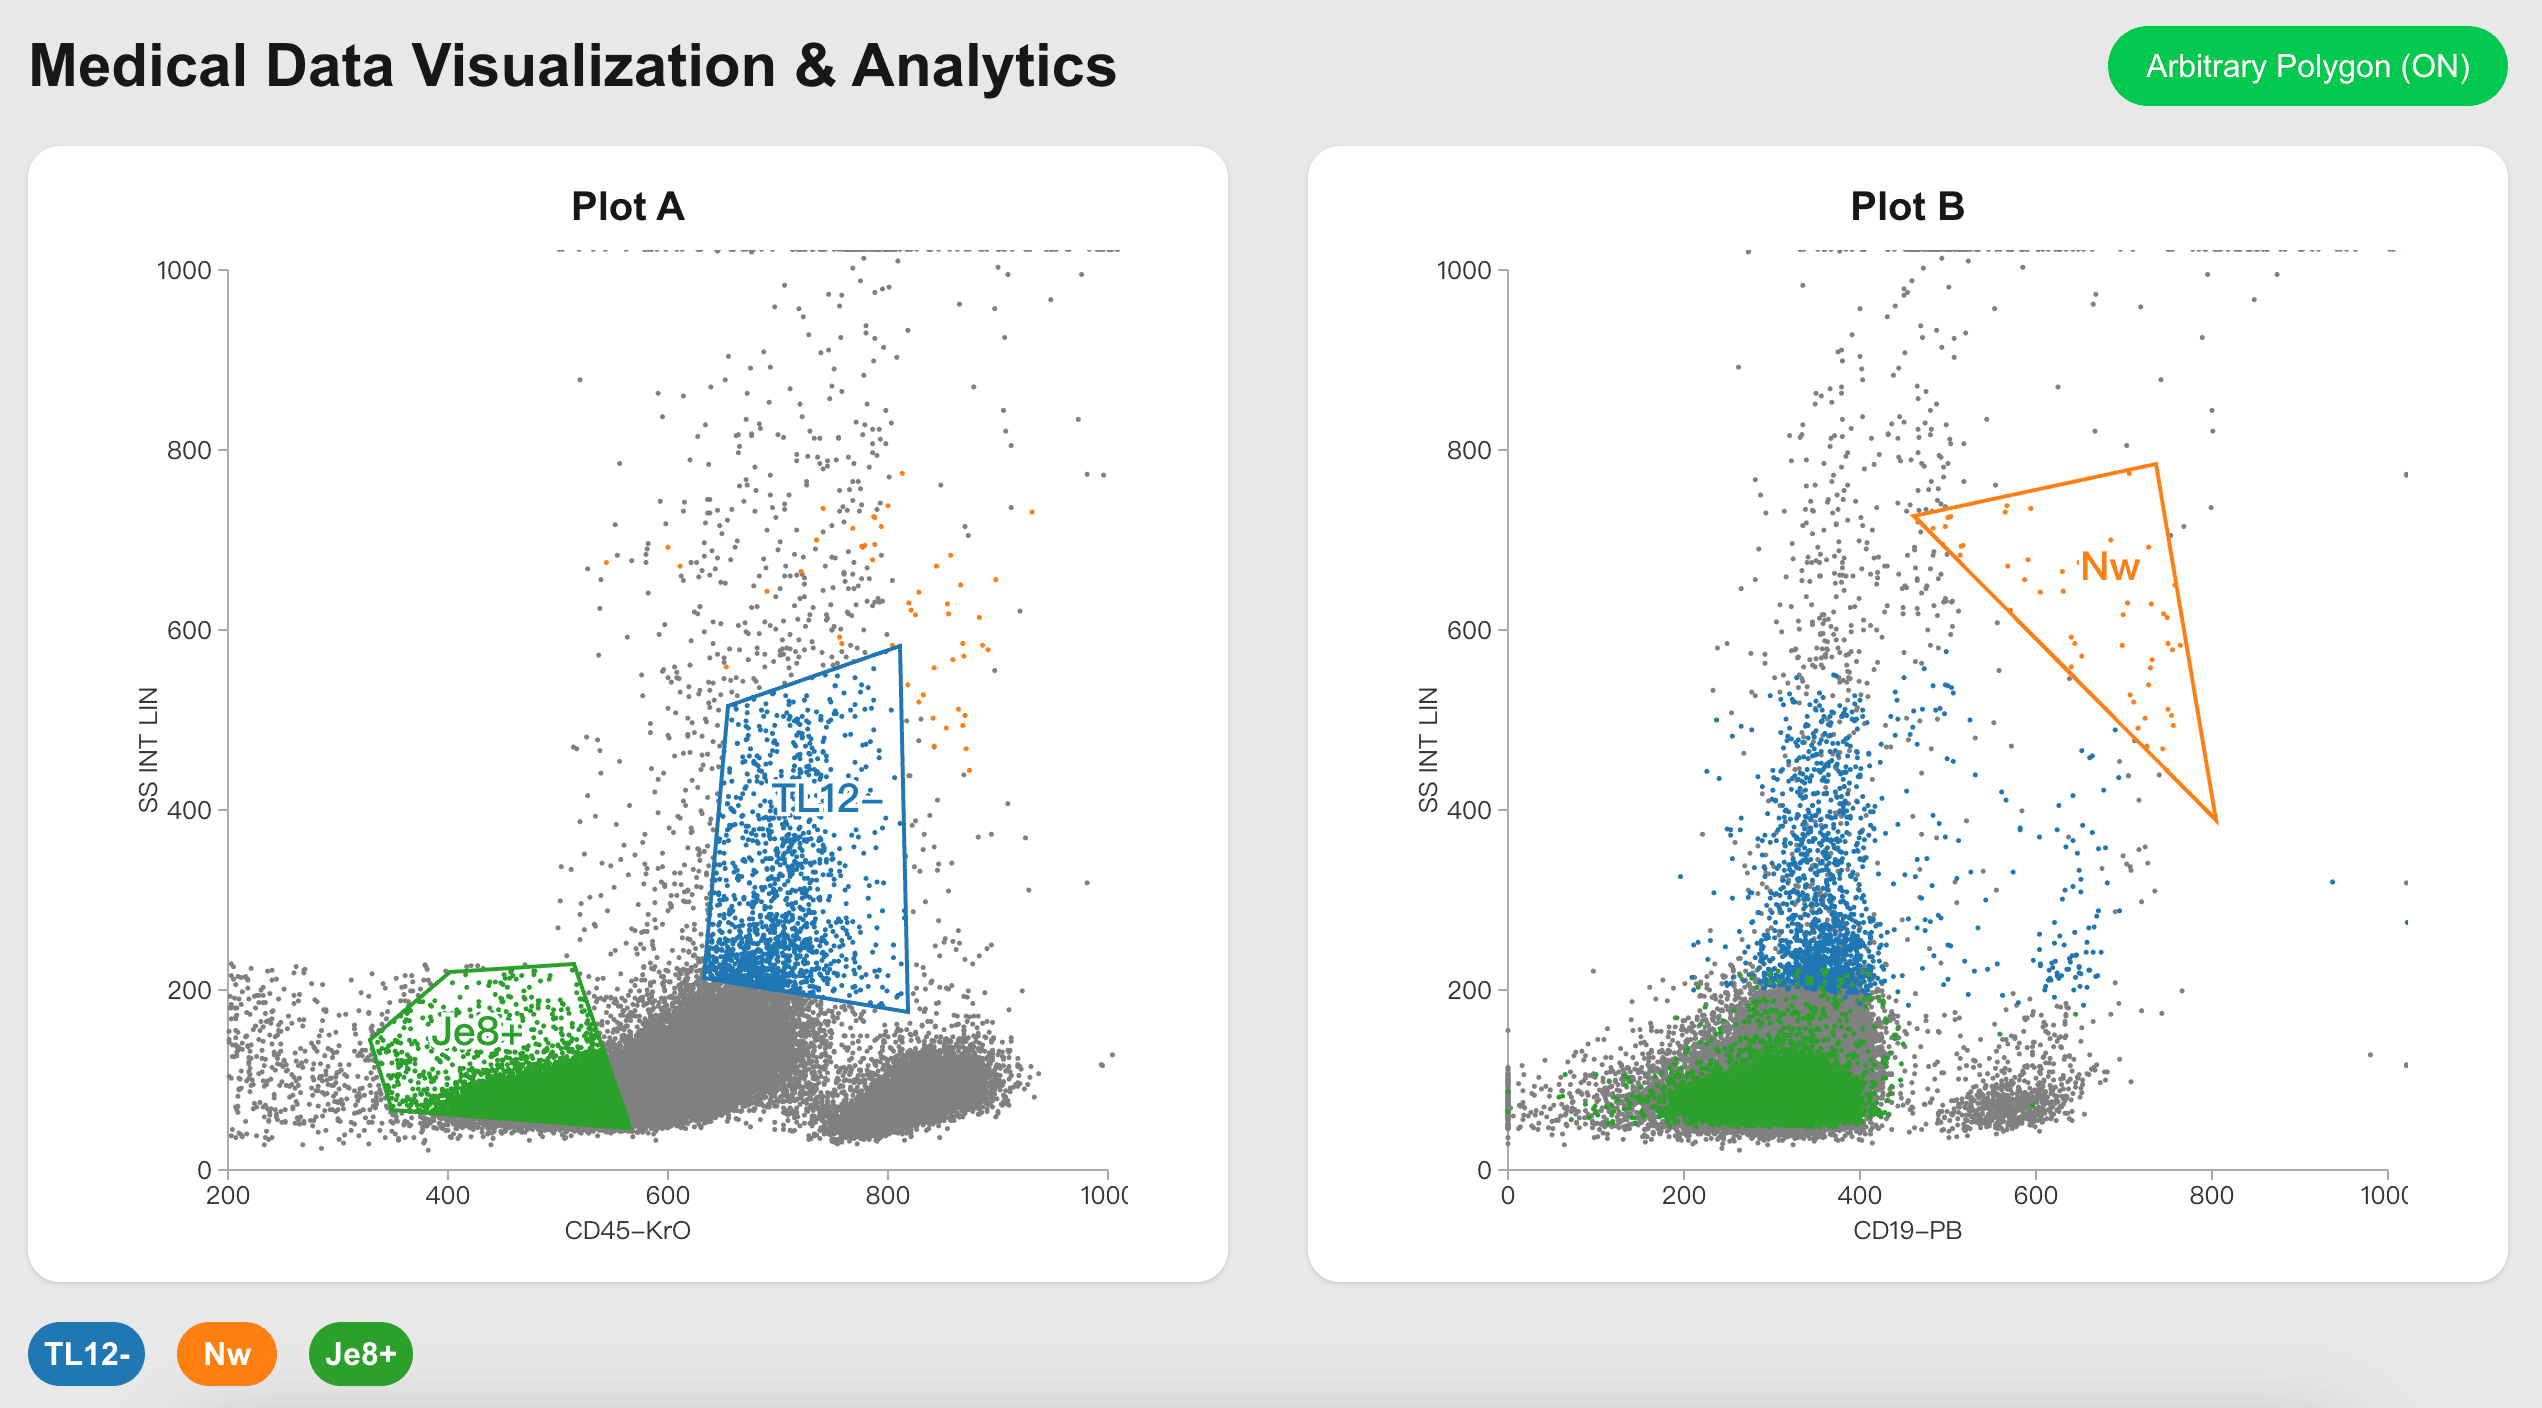 Medical Data Visualization & Analytics
Arbitrary Polygon (ON)
Plot A
1000
800
600
400
200
0
SS INT LIN
TL12−
Je8+
200 400 600 800 1000
CD45−KrO
Plot B
1000
800
600
400
200
0
SS INT LIN
Nw
0 200 400 600 800 1000
CD19−PB
TL12-
Nw
Je8+